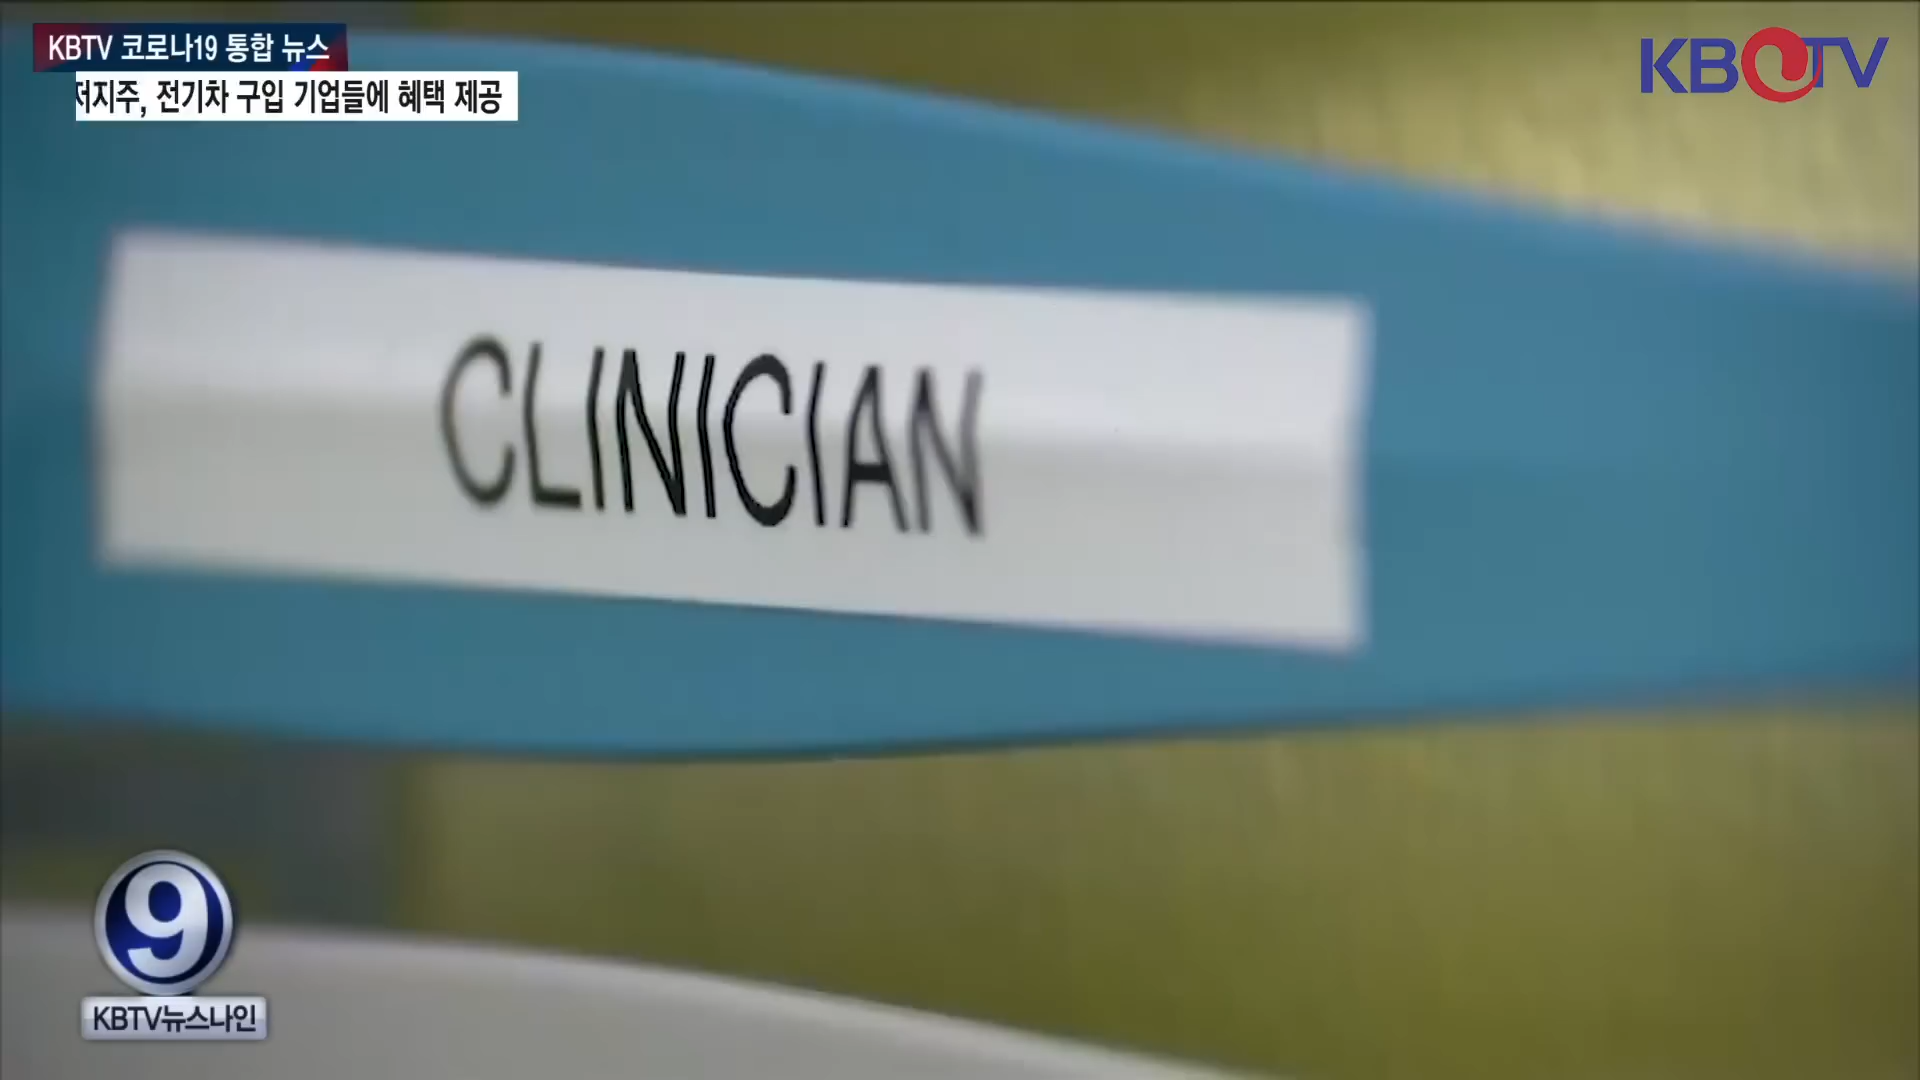 KBTV 코로나19 통합 뉴스
저지주, 전기차 구입 기업들에 혜택 제공
KBTV
CLINICIAN
9
KBTV뉴스나인